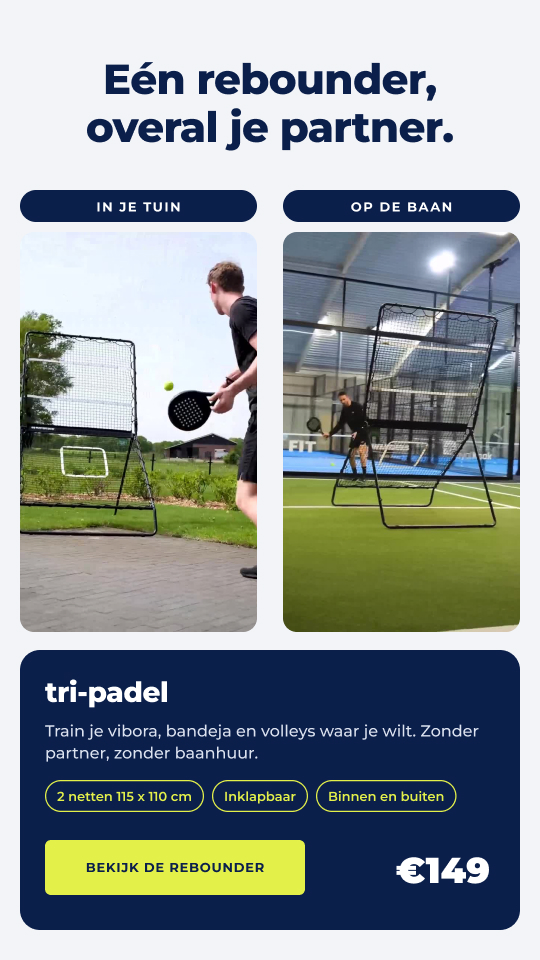 Eén rebounder,
overal je partner.
IN JE TUIN
OP DE BAAN
FIT
tri-padel
Train je vibora, bandeja en volleys waar je wilt. Zonder
partner, zonder baanhuur.
2 netten 115 x 110 cm
Inklapbaar
Binnen en buiten
BEKIJK DE REBOUNDER
€149